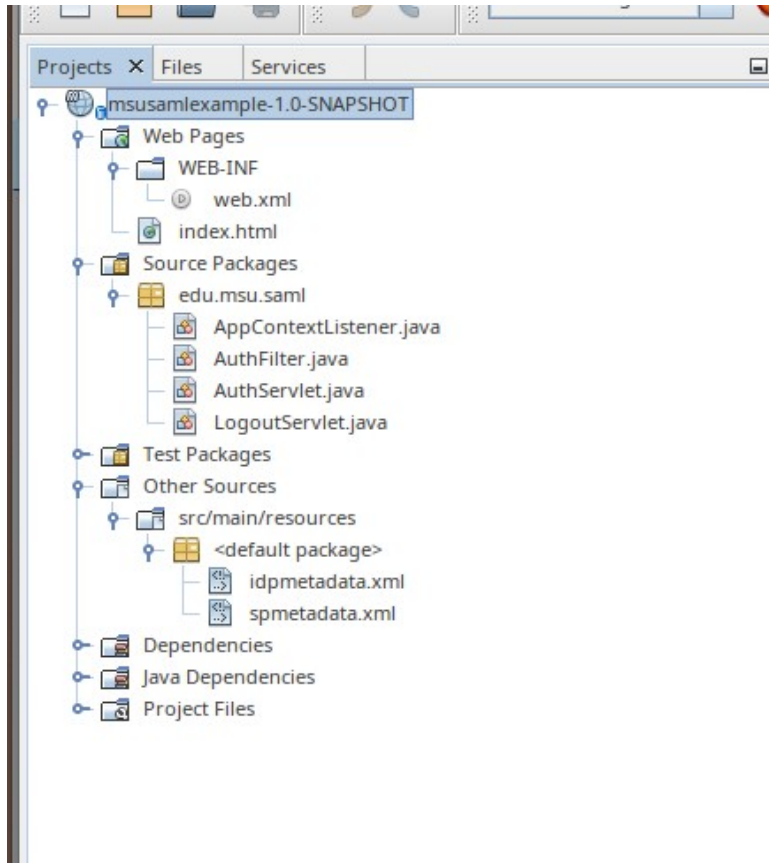 Projects Files Services
msusamlexample-1.0-SNAPSHOT
Web Pages
WEB-INF
web.xml
index.html
Source Packages
edu.msu.saml
AppContextListener.java
AuthFilter.java
AuthServlet.java
LogoutServlet.java
Test Packages
Other Sources
src/main/resources
<default package>
idpmetadata.xml
spmetadata.xml
Dependencies
Java Dependencies
Project Files